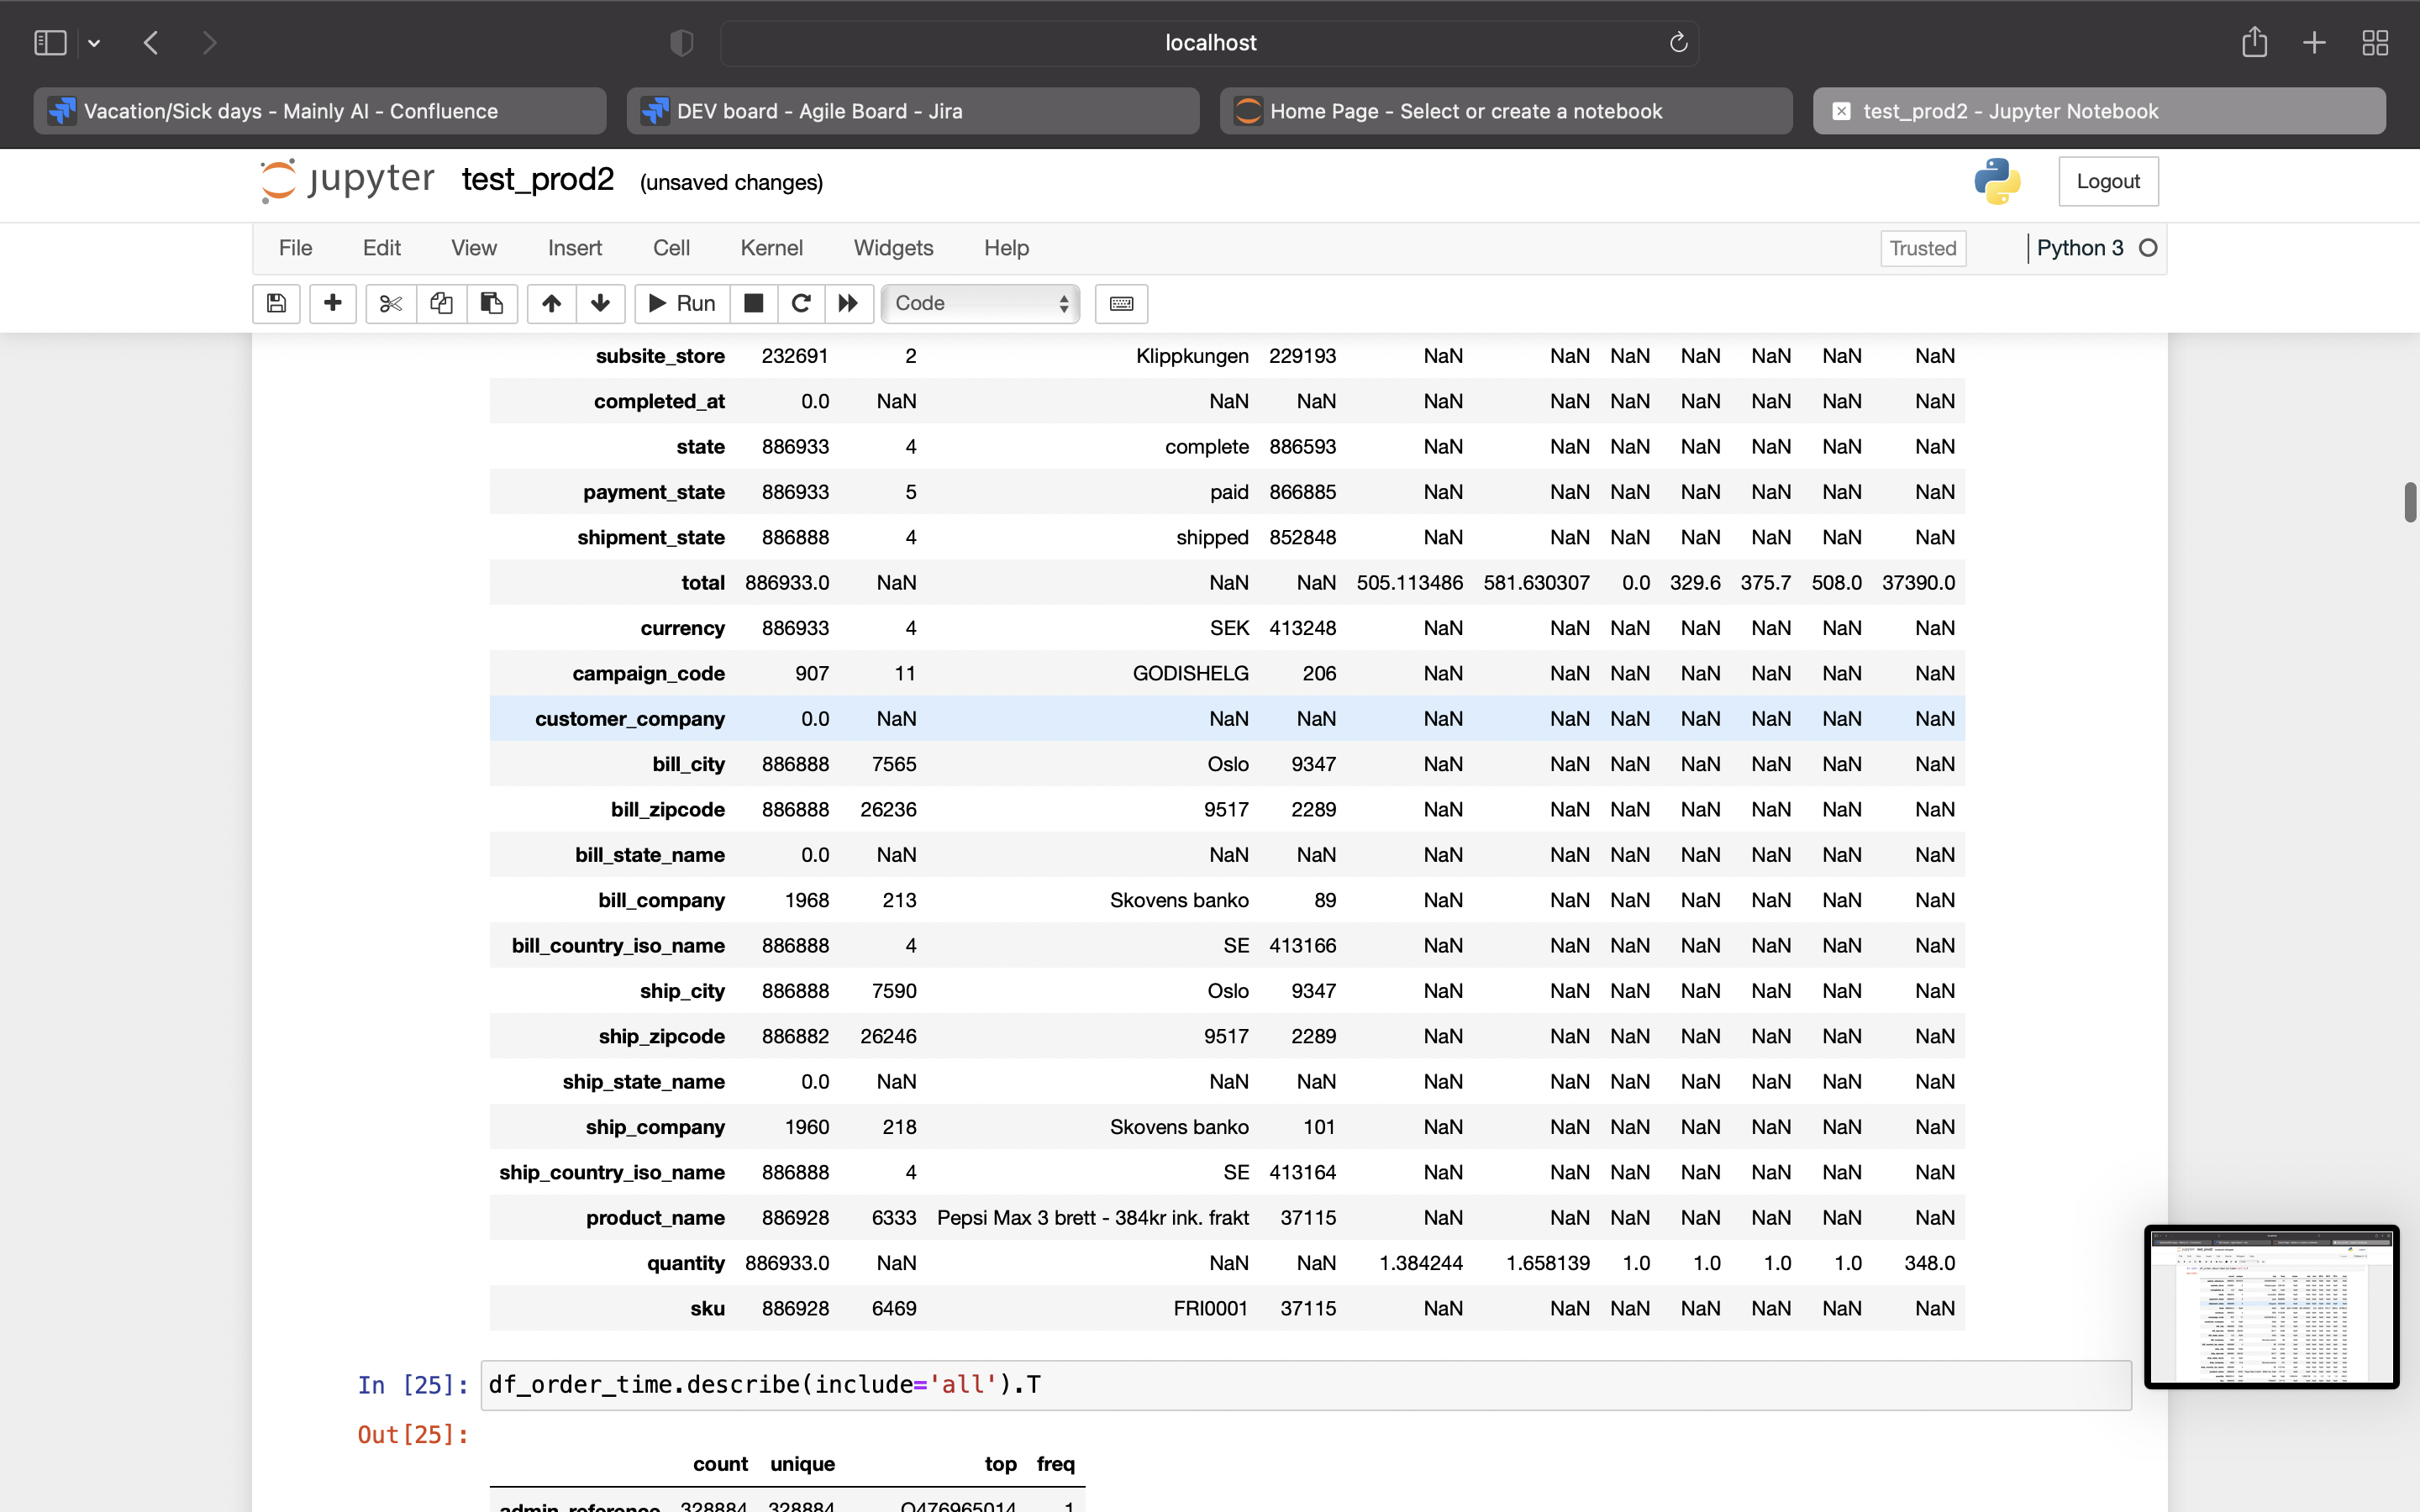 localhost
Vacation/Sick days - Mainly AI - Confluence
DEV board - Agile Board - Jira
Home Page - Select or create a notebook
test_prod2 - Jupyter Notebook
jupyter test_prod2 (unsaved changes)
Logout
File Edit View Insert Cell Kernel Widgets Help
Trusted
Python 3
Run
Code
subsite_store 232691 2 Klippkungen 229193 NaN NaN NaN NaN NaN NaN NaN
completed_at 0.0 NaN NaN NaN NaN NaN NaN NaN NaN NaN NaN
state 886933 4 complete 886593 NaN NaN NaN NaN NaN NaN NaN
payment_state 886933 5 paid 866885 NaN NaN NaN NaN NaN NaN NaN
shipment_state 886888 4 shipped 852848 NaN NaN NaN NaN NaN NaN NaN
total 886933.0 NaN NaN NaN 505.113486 581.630307 0.0 329.6 375.7 508.0 37390.0
currency 886933 4 SEK 413248 NaN NaN NaN NaN NaN NaN NaN
campaign_code 907 11 GODISHELG 206 NaN NaN NaN NaN NaN NaN NaN
customer_company 0.0 NaN NaN NaN NaN NaN NaN NaN NaN NaN NaN
bill_city 886888 7565 Oslo 9347 NaN NaN NaN NaN NaN NaN NaN
bill_zipcode 886888 26236 9517 2289 NaN NaN NaN NaN NaN NaN NaN
bill_state_name 0.0 NaN NaN NaN NaN NaN NaN NaN NaN NaN NaN
bill_company 1968 213 Skovens banko 89 NaN NaN NaN NaN NaN NaN NaN
bill_country_iso_name 886888 4 SE 413166 NaN NaN NaN NaN NaN NaN NaN
ship_city 886888 7590 Oslo 9347 NaN NaN NaN NaN NaN NaN NaN
ship_zipcode 886882 26246 9517 2289 NaN NaN NaN NaN NaN NaN NaN
ship_state_name 0.0 NaN NaN NaN NaN NaN NaN NaN NaN NaN NaN
ship_company 1960 218 Skovens banko 101 NaN NaN NaN NaN NaN NaN NaN
ship_country_iso_name 886888 4 SE 413164 NaN NaN NaN NaN NaN NaN NaN
product_name 886928 6333 Pepsi Max 3 brett - 384kr ink. frakt 37115 NaN NaN NaN NaN NaN NaN NaN
quantity 886933.0 NaN NaN NaN 1.384244 1.658139 1.0 1.0 1.0 1.0 348.0
sku 886928 6469 FRI0001 37115 NaN NaN NaN NaN NaN NaN NaN
In [25]: df_order_time.describe(include='all').T
Out[25]:
count unique top freq
admin_reference 328884 328884 O476965014 1